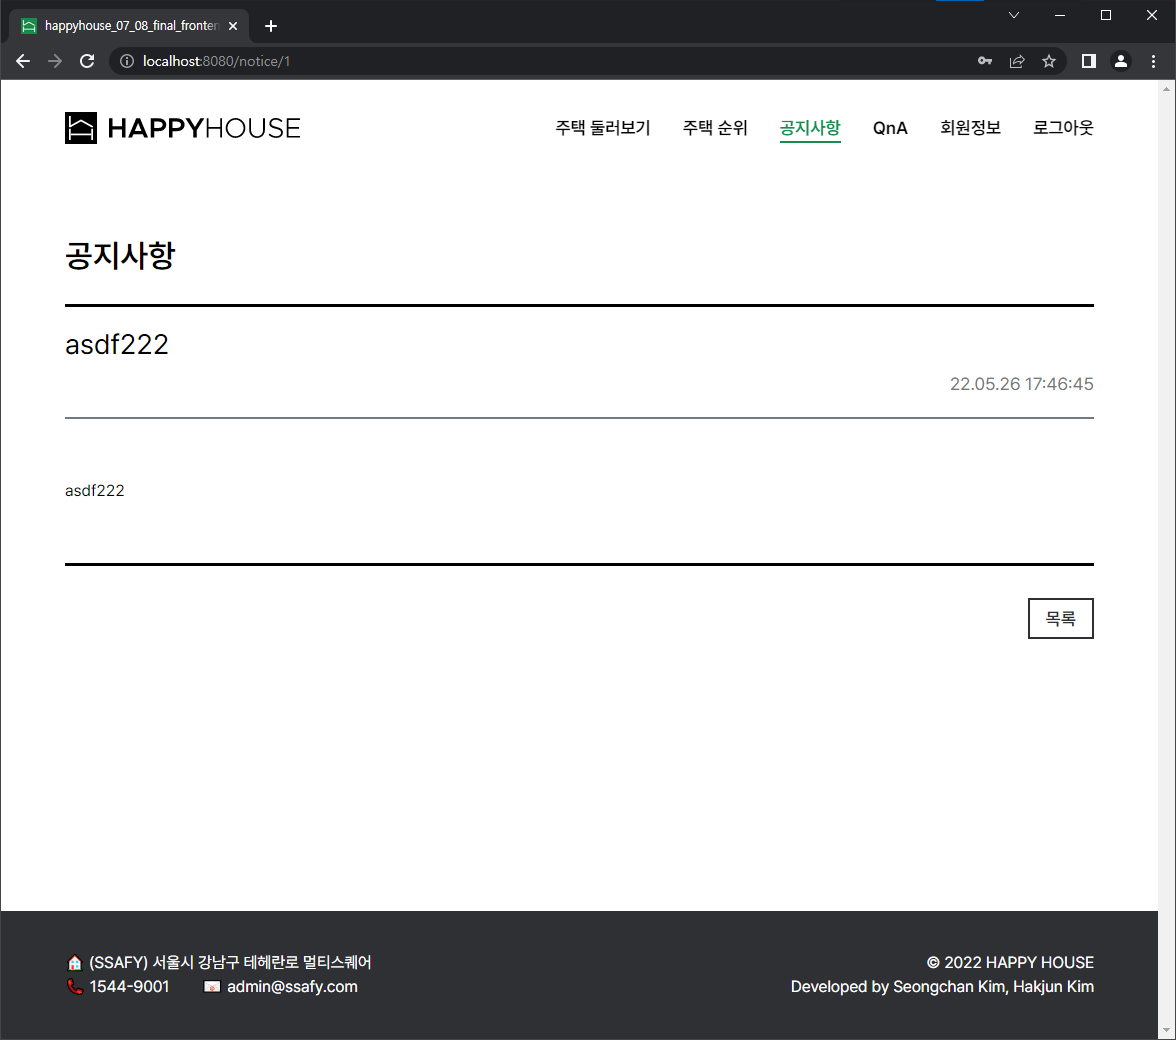 happyhouse_07_08_final_fronten
localhost:8080/notice/1
HAPPYHOUSE
주택 둘러보기 주택 순위 공지사항 QnA 회원정보 로그아웃
공지사항
asdf222
22.05.26 17:46:45
asdf222
목록
(SSAFY) 서울시 강남구 테헤란로 멀티스퀘어
1544-9001 admin@ssafy.com
© 2022 HAPPY HOUSE
Developed by Seongchan Kim, Hakjun Kim